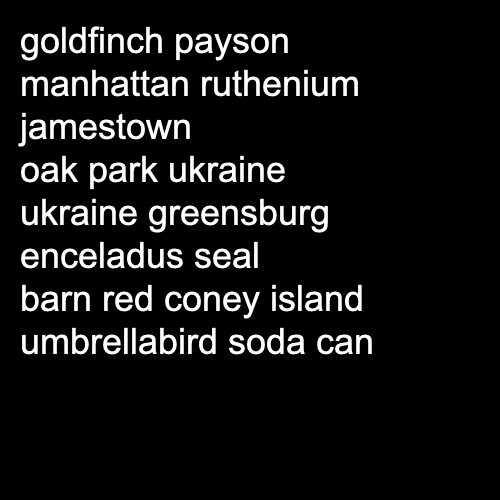 goldfinch payson
manhattan ruthenium
jamestown
oak park ukraine
ukraine greensburg
enceladus seal
barn red coney island
umbrellabird soda can